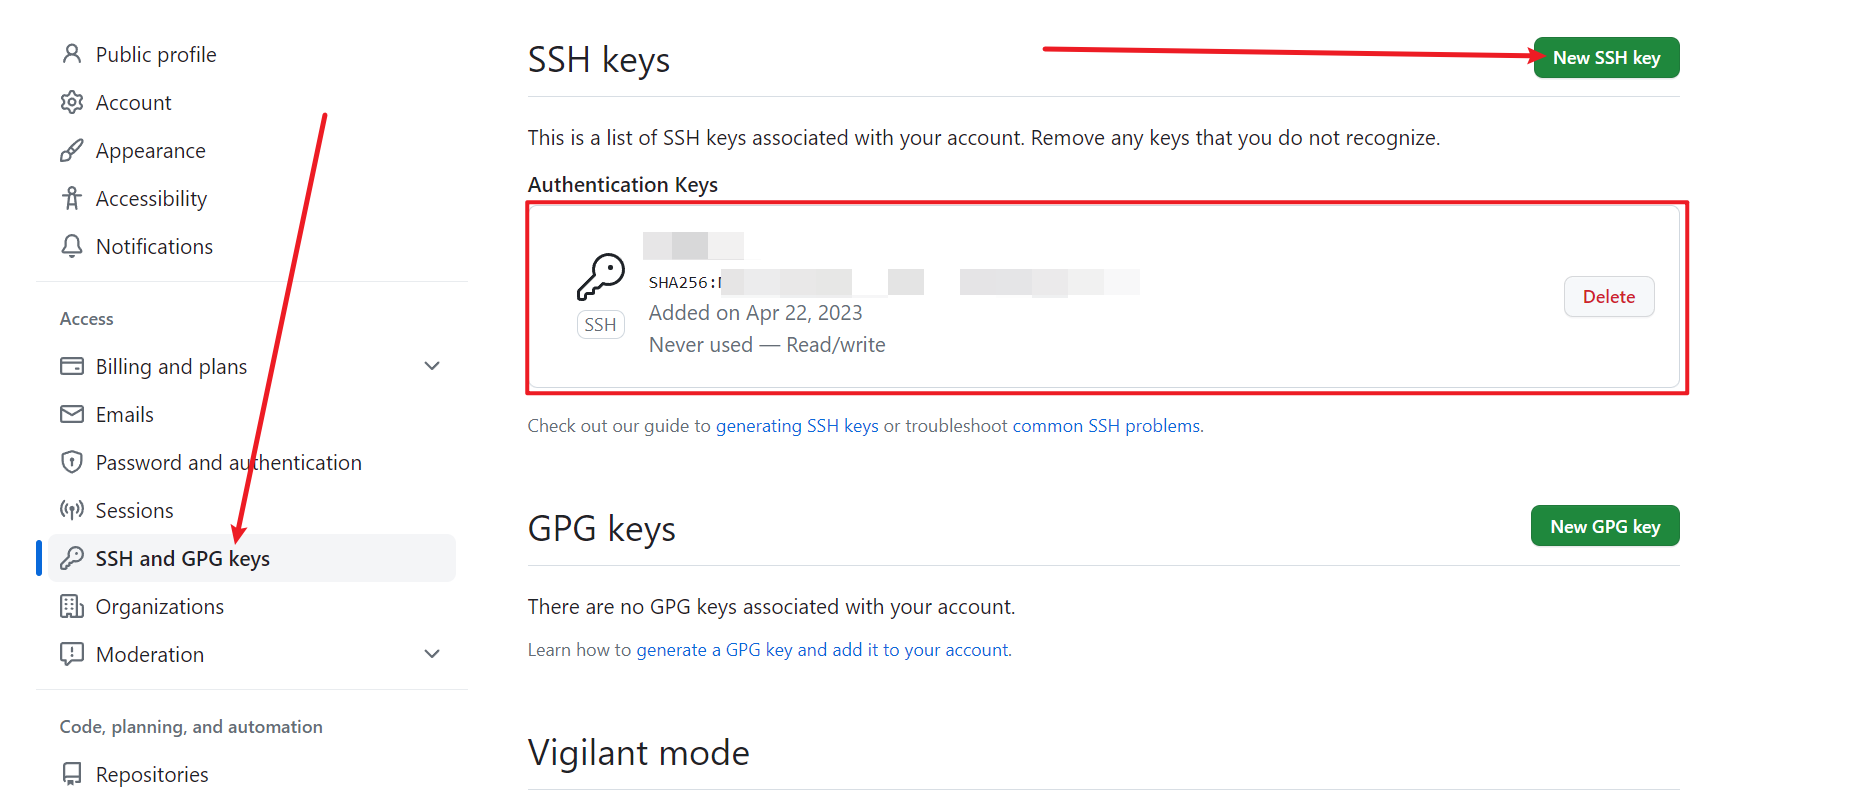 Public profile
Account
Appearance
Accessibility
Notifications
Access
Billing and plans
Emails
Password and authentication
Sessions
SSH and GPG keys
Organizations
Moderation
Code, planning, and automation
Repositories
SSH keys
New SSH key
This is a list of SSH keys associated with your account. Remove any keys that you do not recognize.
Authentication Keys
SHA256:
SSH
Added on Apr 22, 2023
Never used — Read/write
Delete
Check out our guide to generating SSH keys or troubleshoot common SSH problems.
GPG keys
New GPG key
There are no GPG keys associated with your account.
Learn how to generate a GPG key and add it to your account.
Vigilant mode